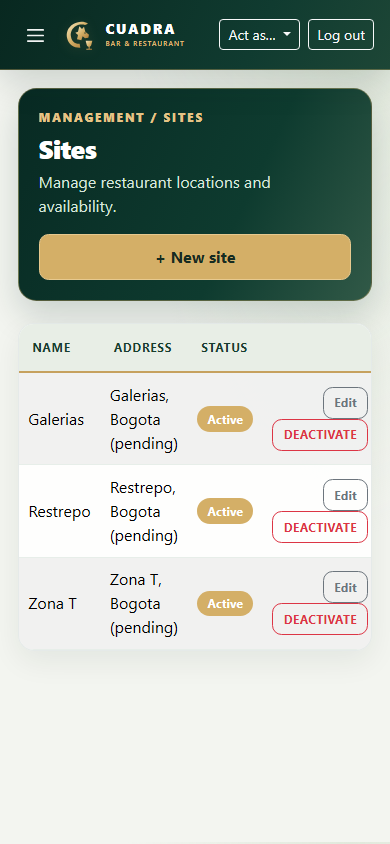 CUADRA
BAR & RESTAURANT
Act as...
Log out
MANAGEMENT / SITES
Sites
Manage restaurant locations and
availability.
+ New site
NAME ADDRESS STATUS
Galerias
Galerias,
Bogota
(pending)
Active
Edit
DEACTIVATE
Restrepo
Restrepo,
Bogota
(pending)
Active
Edit
DEACTIVATE
Zona T
Zona T,
Bogota
(pending)
Active
Edit
DEACTIVATE